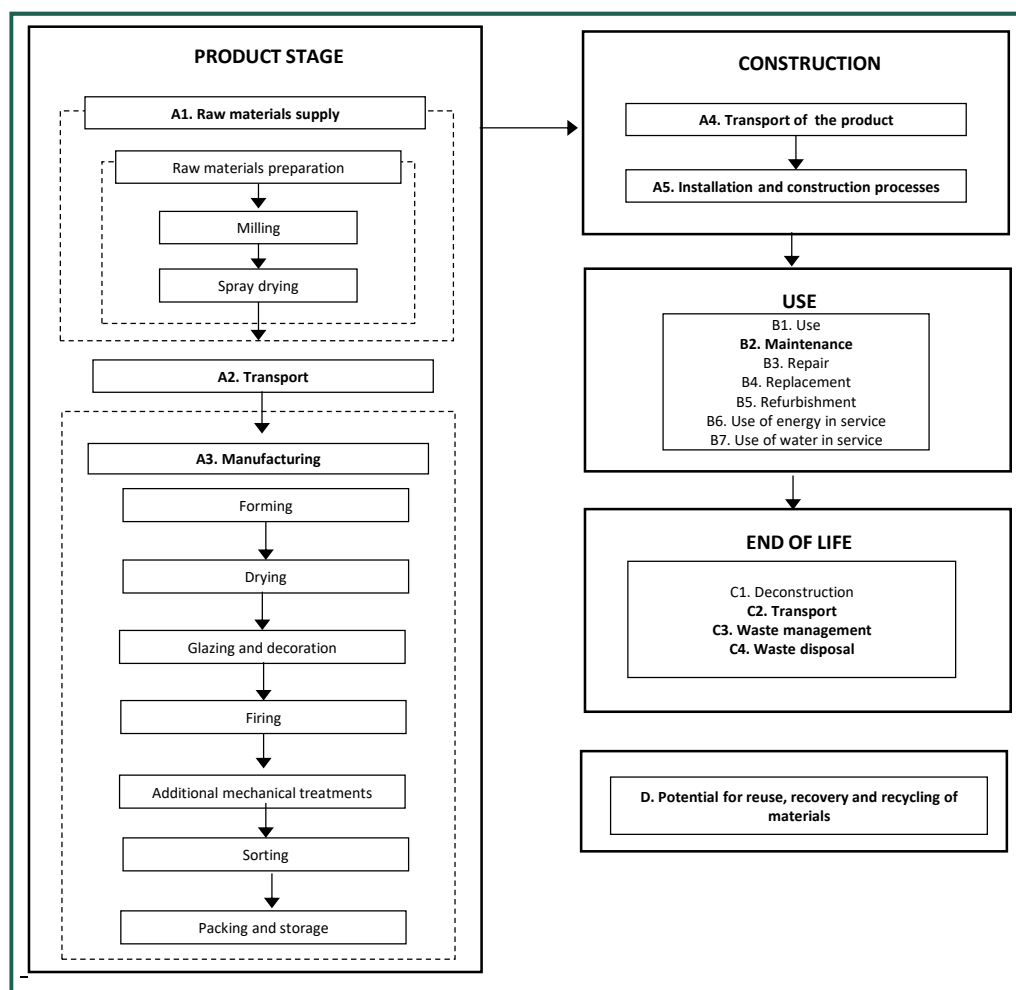 PRODUCT STAGE
A1. Raw materials supply
Raw materials preparation
Milling
Spray drying
A2. Transport
A3. Manufacturing
Forming
Drying
Glazing and decoration
Firing
Additional mechanical treatments
Sorting
Packing and storage
CONSTRUCTION
A4. Transport of the product
A5. Installation and construction processes
USE
B1. Use
B2. Maintenance
B3. Repair
B4. Replacement
B5. Refurbishment
B6. Use of energy in service
B7. Use of water in service
END OF LIFE
C1. Deconstruction
C2. Transport
C3. Waste management
C4. Waste disposal
D. Potential for reuse, recovery and recycling of
materials